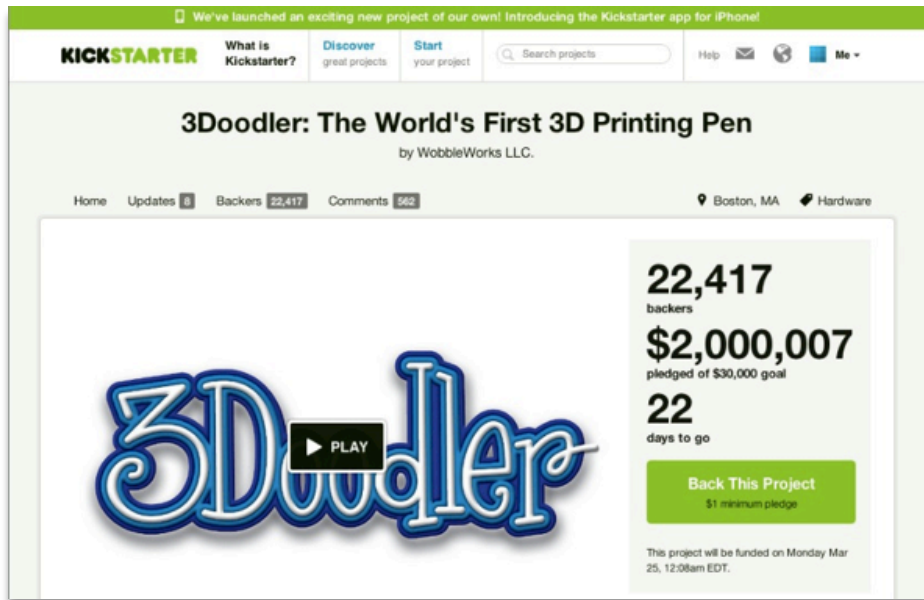 We've launched an exciting new project of our own! Introducing the Kickstarter app for iPhone!
KICKSTARTER
What is
Kickstarter?
Discover
great projects
Start
your project
Search projects
Help
Me
3Doodler: The World's First 3D Printing Pen
by WobbleWorks LLC.
Home Updates 8 Backers 22,417 Comments 562 Boston, MA Hardware
3Doodler
PLAY
22,417
backers
$2,000,007
pledged of $30,000 goal
22
days to go
Back This Project
$1 minimum pledge
This project will be funded on Monday Mar
25, 12:08am EDT.